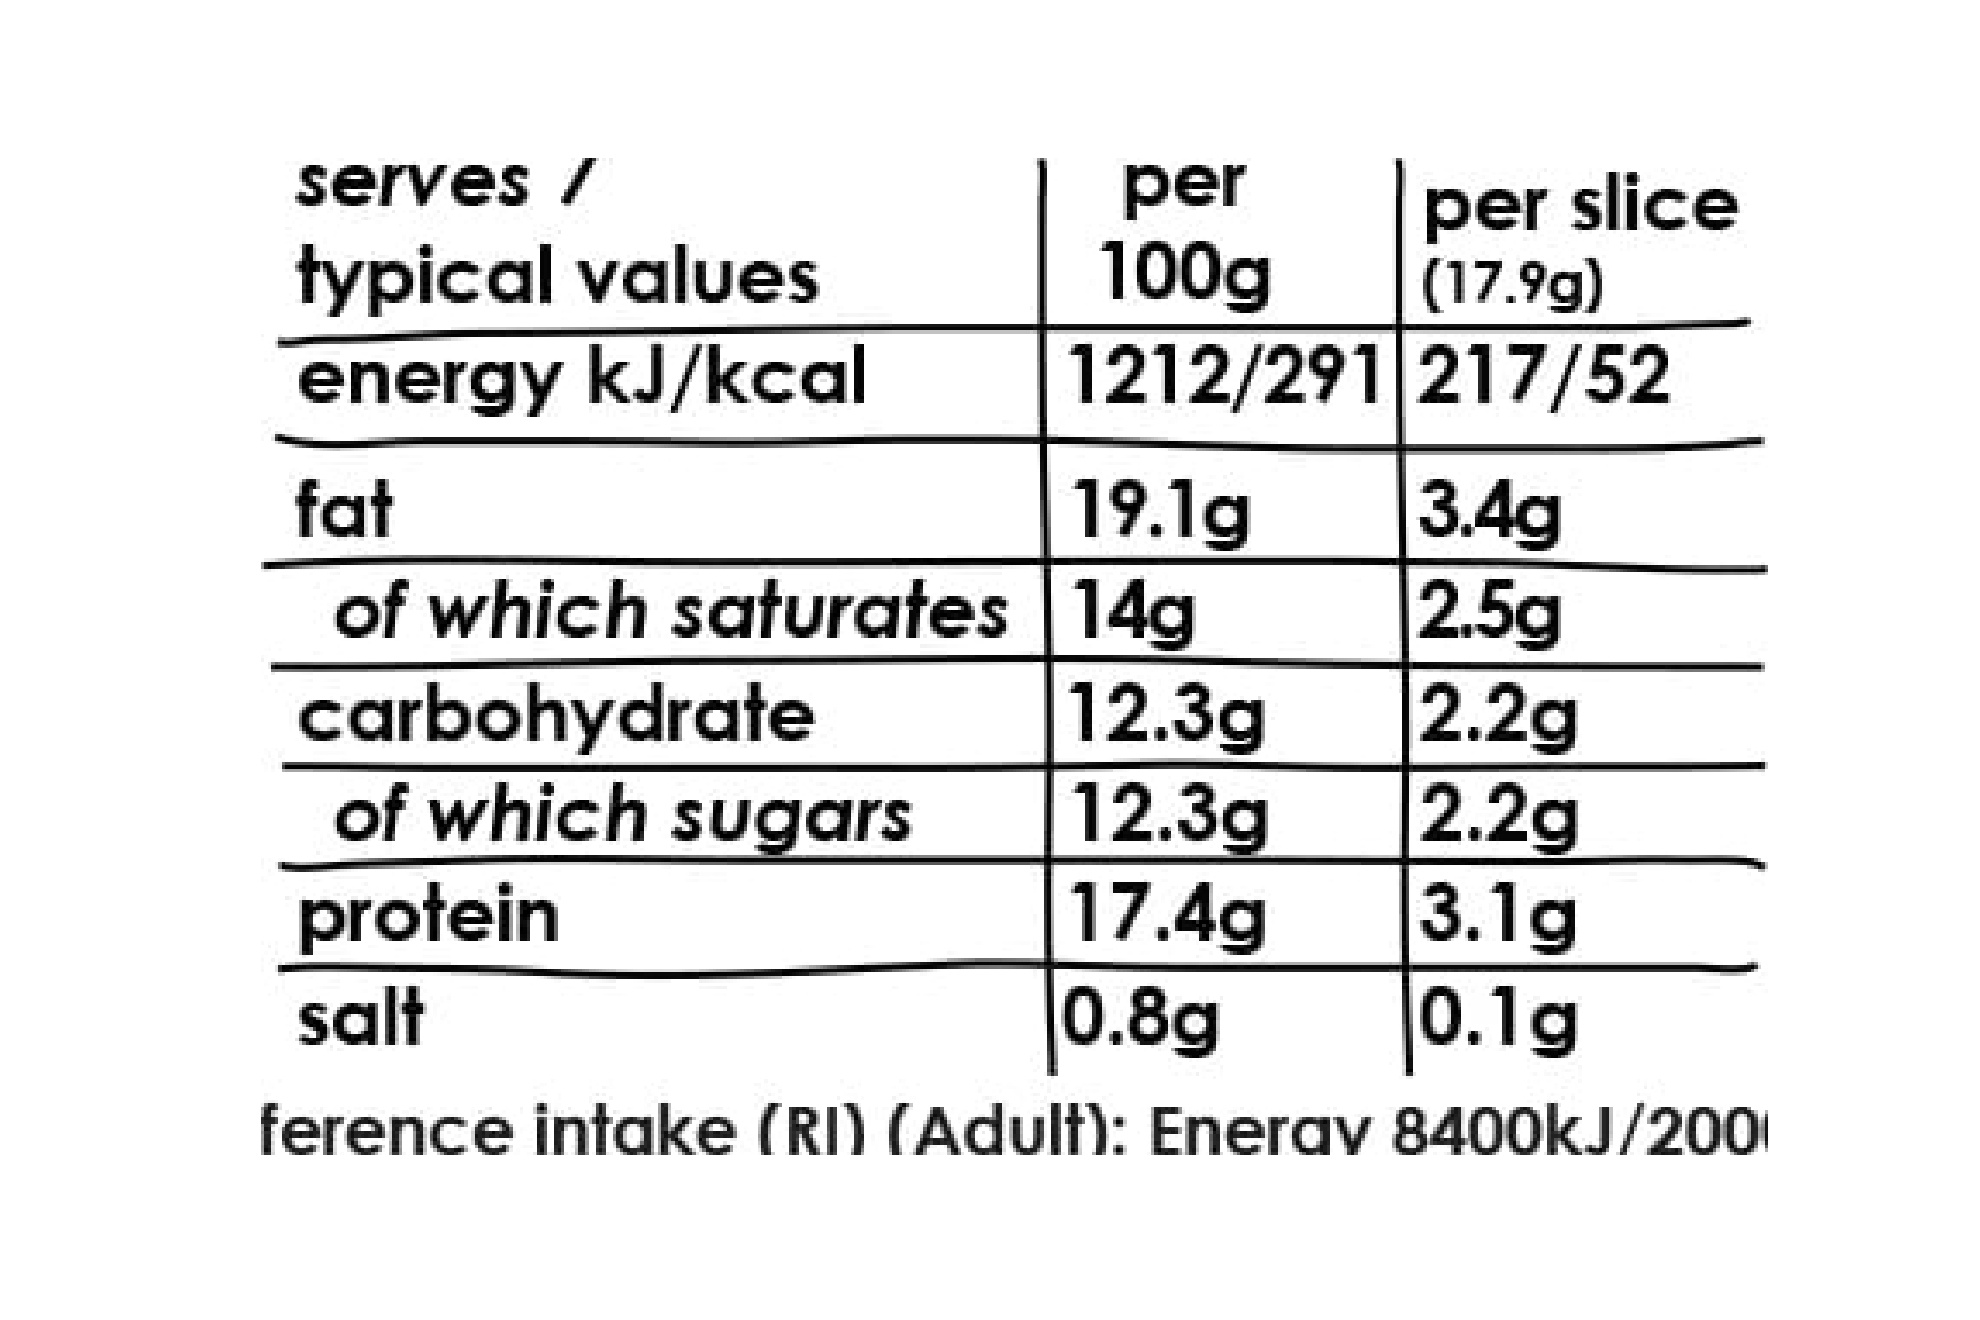 serves /
typical values
per
100g
per slice
(17.9g)
energy kJ/kcal 1212/291 217/52
fat 19.1g 3.4g
of which saturates 14g 2.5g
carbohydrate 12.3g 2.2g
of which sugars 12.3g 2.2g
protein 17.4g 3.1g
salt 0.8g 0.1g
ference intake (RI) (Adult): Energy 8400kJ/200